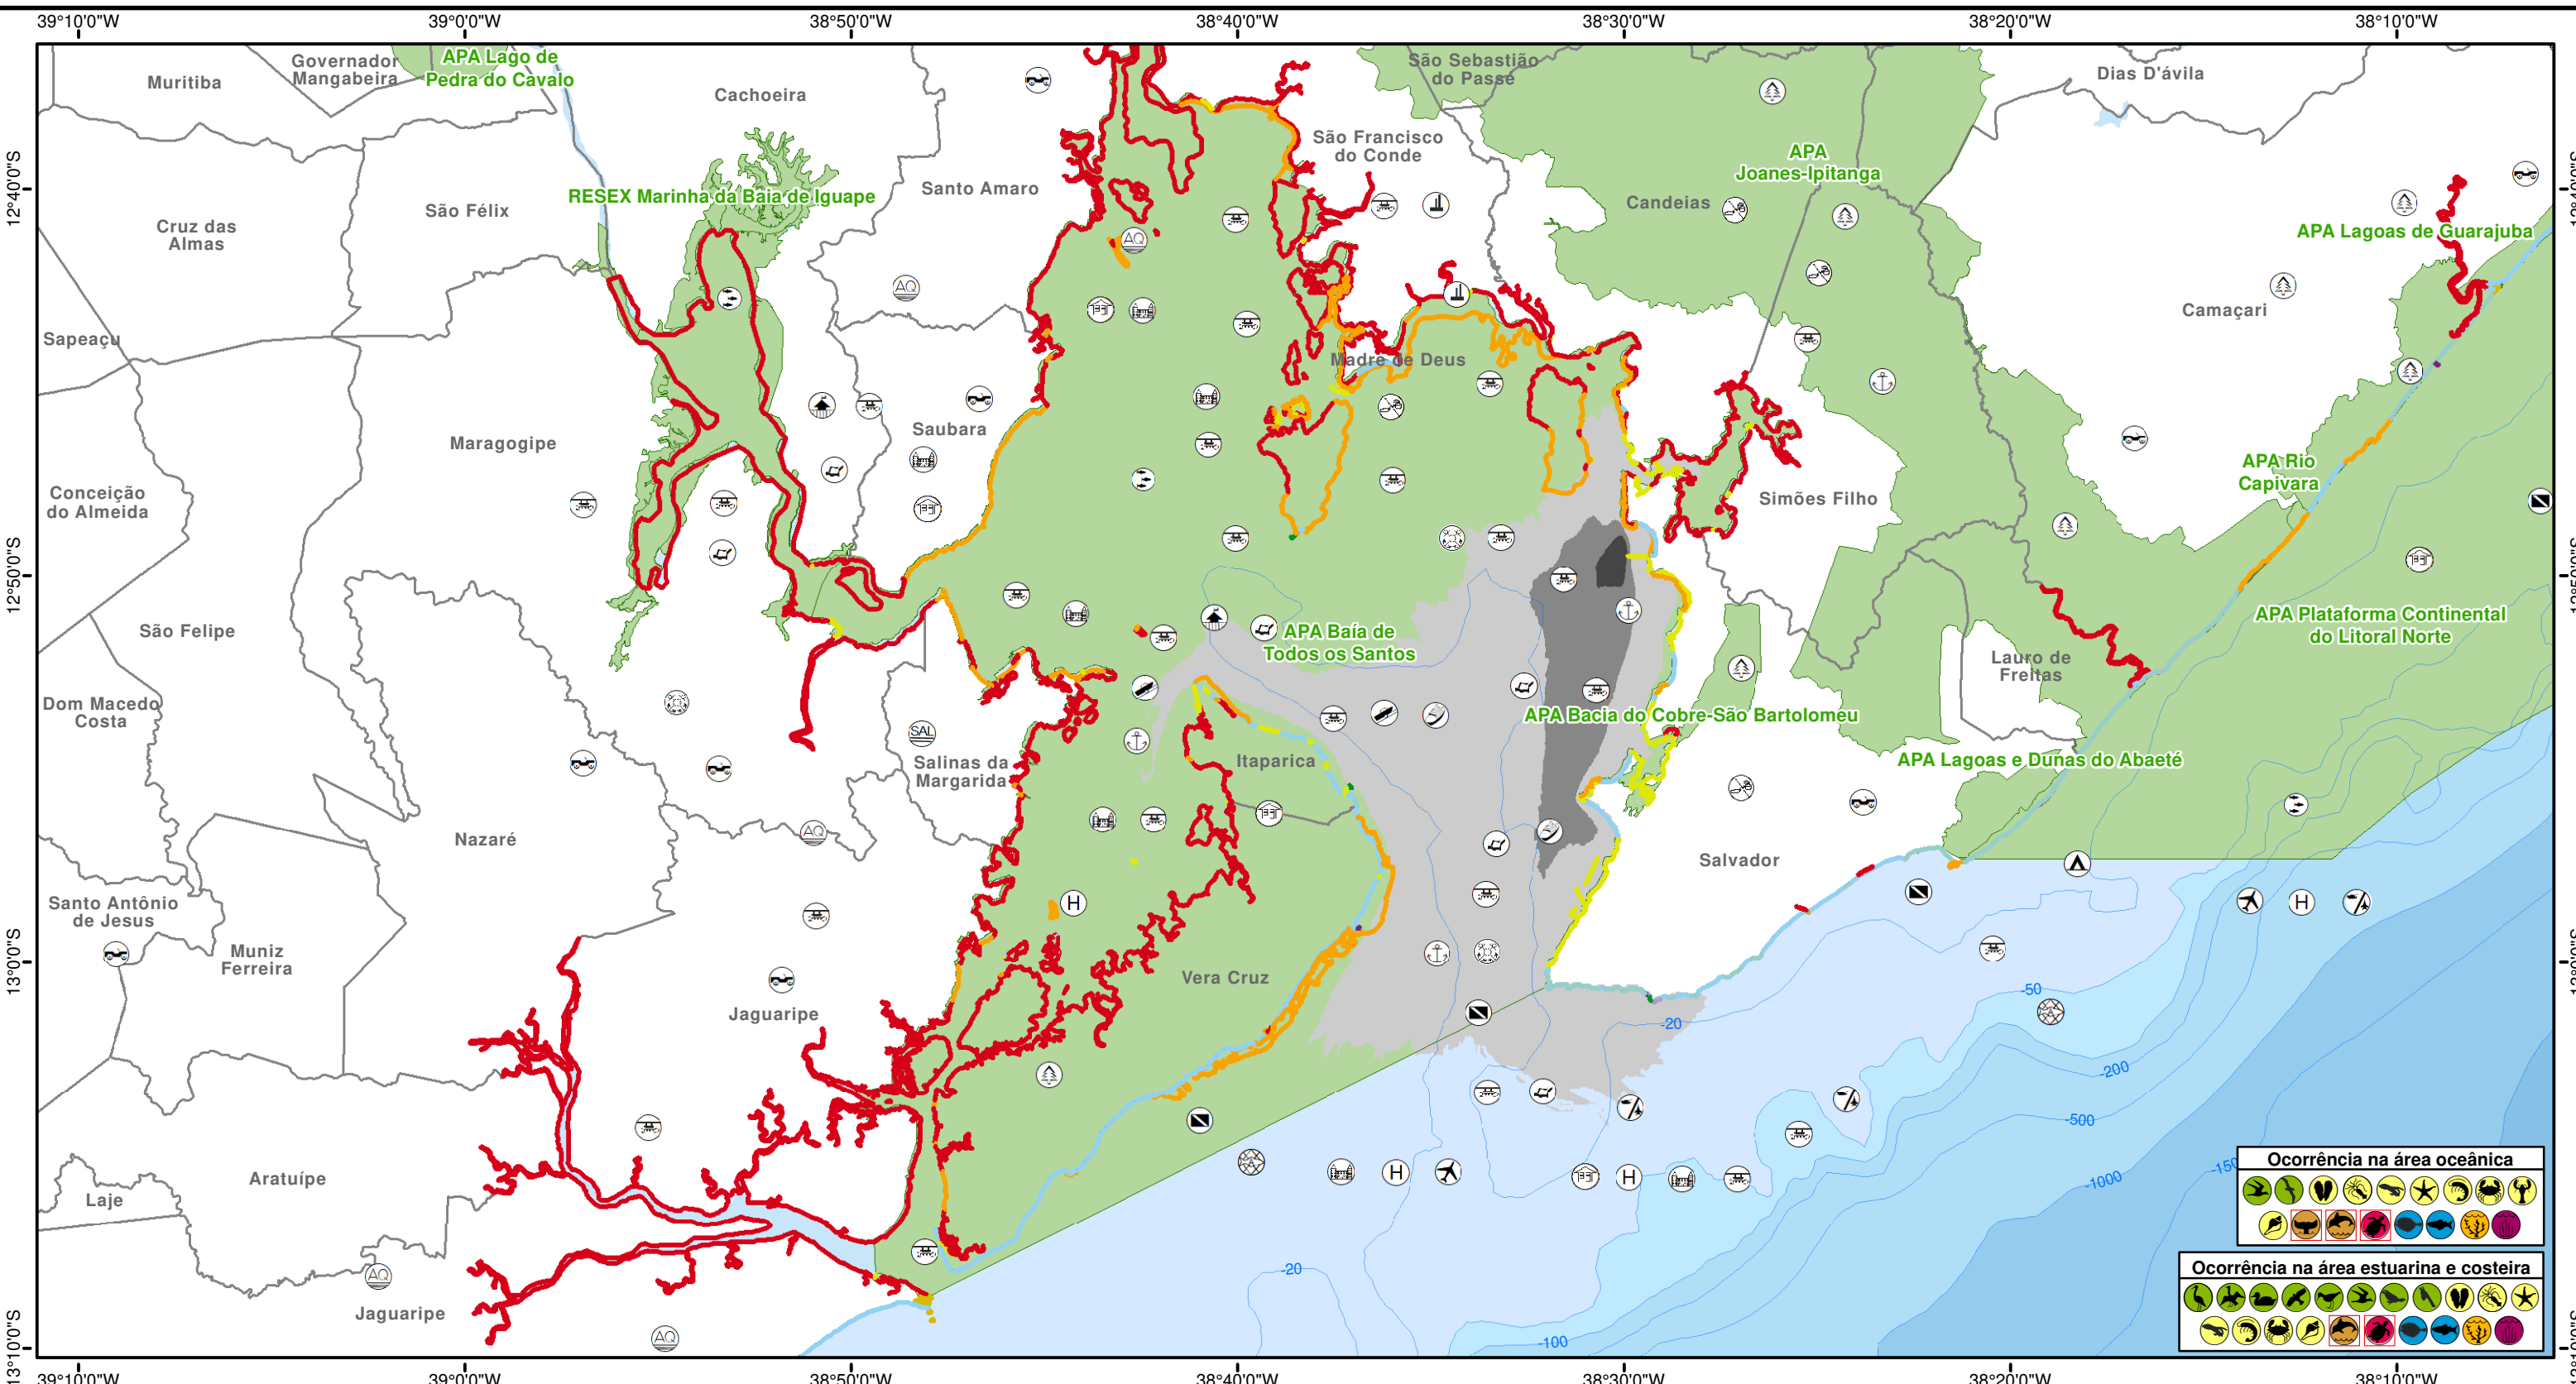 39°10'0"W
39°0'0"W
38°50'0"W
38°40'0"W
38°30'0"W
38°20'0"W
38°10'0"W
Muritiba
Governador
Mangabeira
APA Lago de
Pedra do Cavalo
Cachoeira
São Sebastião
do Passé
Dias D'ávila
São Francisco
do Conde
APA
Joanes-Ipitanga
12°40'0"S
Santo Amaro
RESEX Marinha da Baia de Iguape
São Félix
Cruz das
Almas
Candeias
APA Lagoas de Guarajuba
AQ
AQ
Camaçari
Sapeaçu
Madre de Deus
Maragogipe
Saubara
APA Rio
Capivara
Conceição
do Almeida
Simões Filho
12°50'0"S
São Felipe
APA Baía de
Todos os Santos
APA Plataforma Continental
do Litoral Norte
Lauro de
Freitas
Dom Macedo
Costa
APA Bacia do Cobre-São Bartolomeu
SAL
Salinas da
Margarida
Itaparica
APA Lagoas e Dunas do Abaeté
AQ
Nazaré
Salvador
Santo Antônio
de Jesus
H
H
Muniz
Ferreira
13°0'0"S
Vera Cruz
-50
Jaguaripe
-20
-200
-500
Aratuípe
Laje
H
H
-1000
-150
Ocorrência na área oceânica
-20
AQ
Ocorrência na área estuarina e costeira
Jaguaripe
AQ
-100
13°10'0"S
39°10'0"W
39°0'0"W
38°50'0"W
38°40'0"W
38°30'0"W
38°20'0"W
38°10'0"W